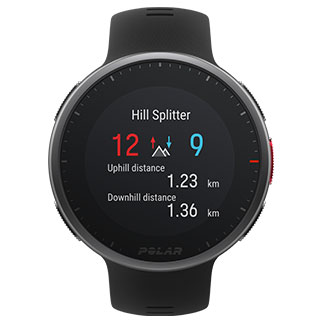 Hill Splitter
12 9
Uphill distance
1.23 km
Downhill distance
1.36 km
POLAR